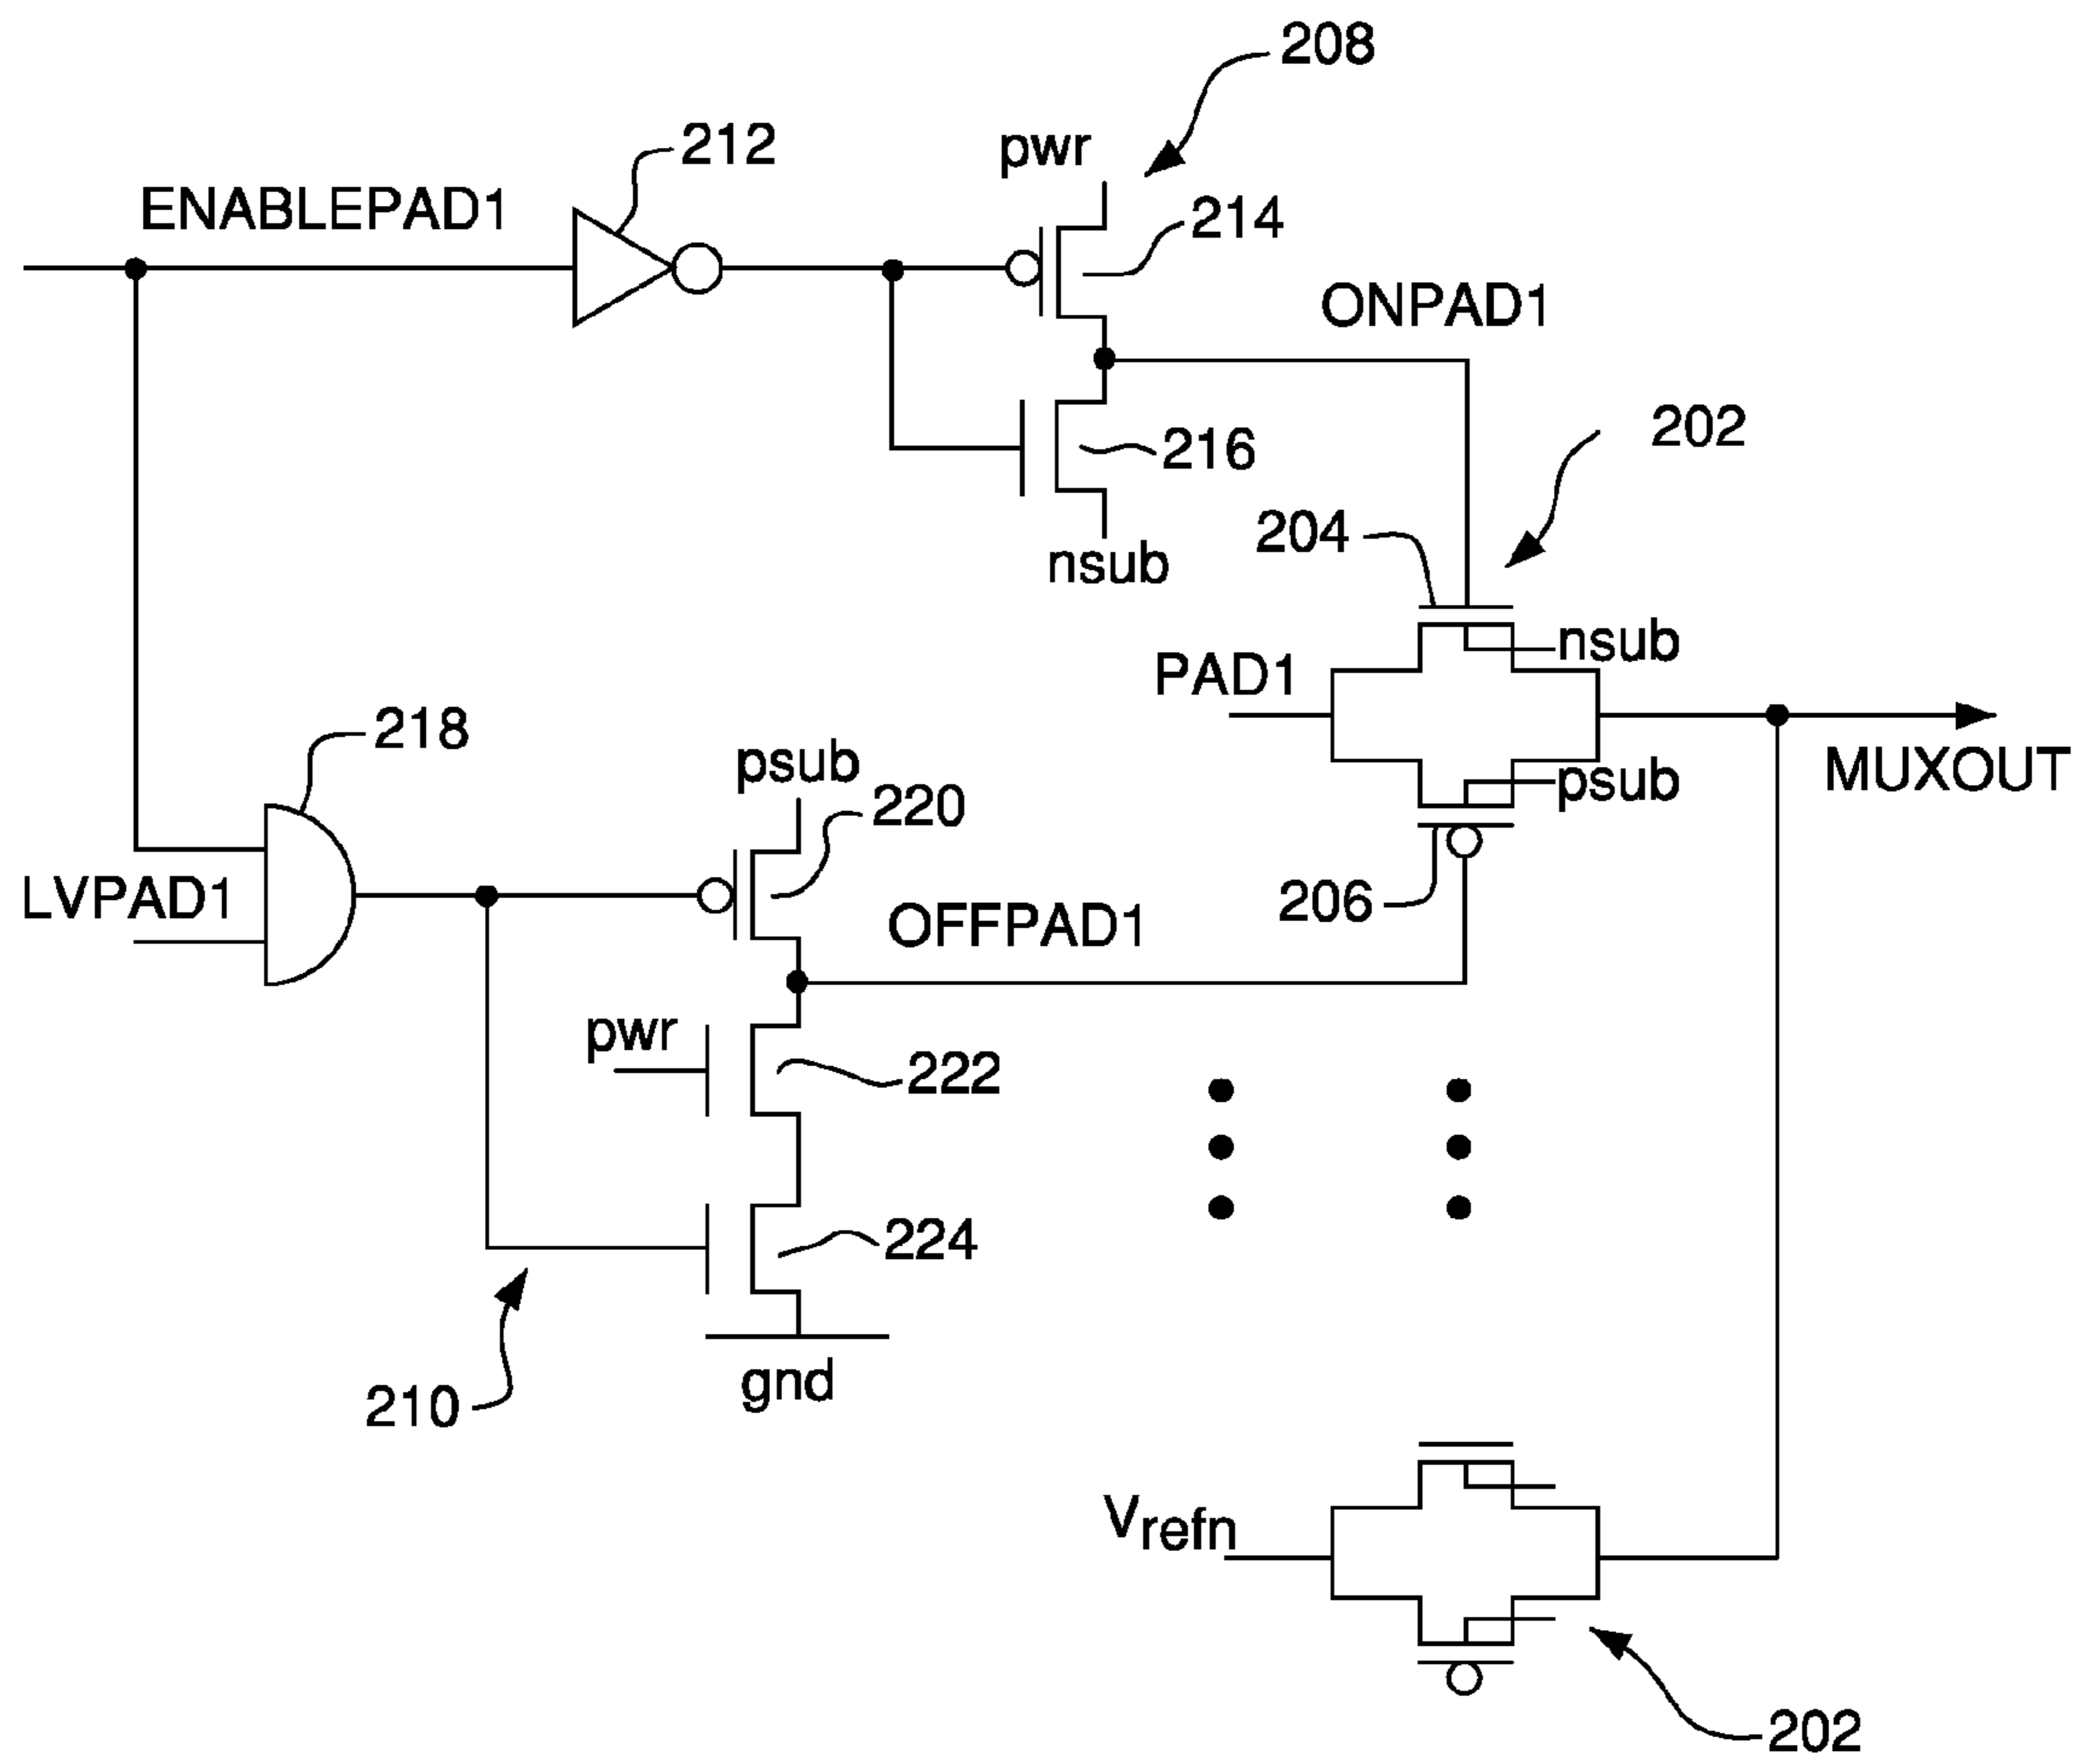 208
212
pwr
ENABLEPAD1
214
ONPAD1
216
202
204
nsub
nsub
PAD1
218
psub
MUXOUT
psub
220
LVPAD1
206
OFFPAD1
pwr
222
224
gnd
210
Vrefn
202